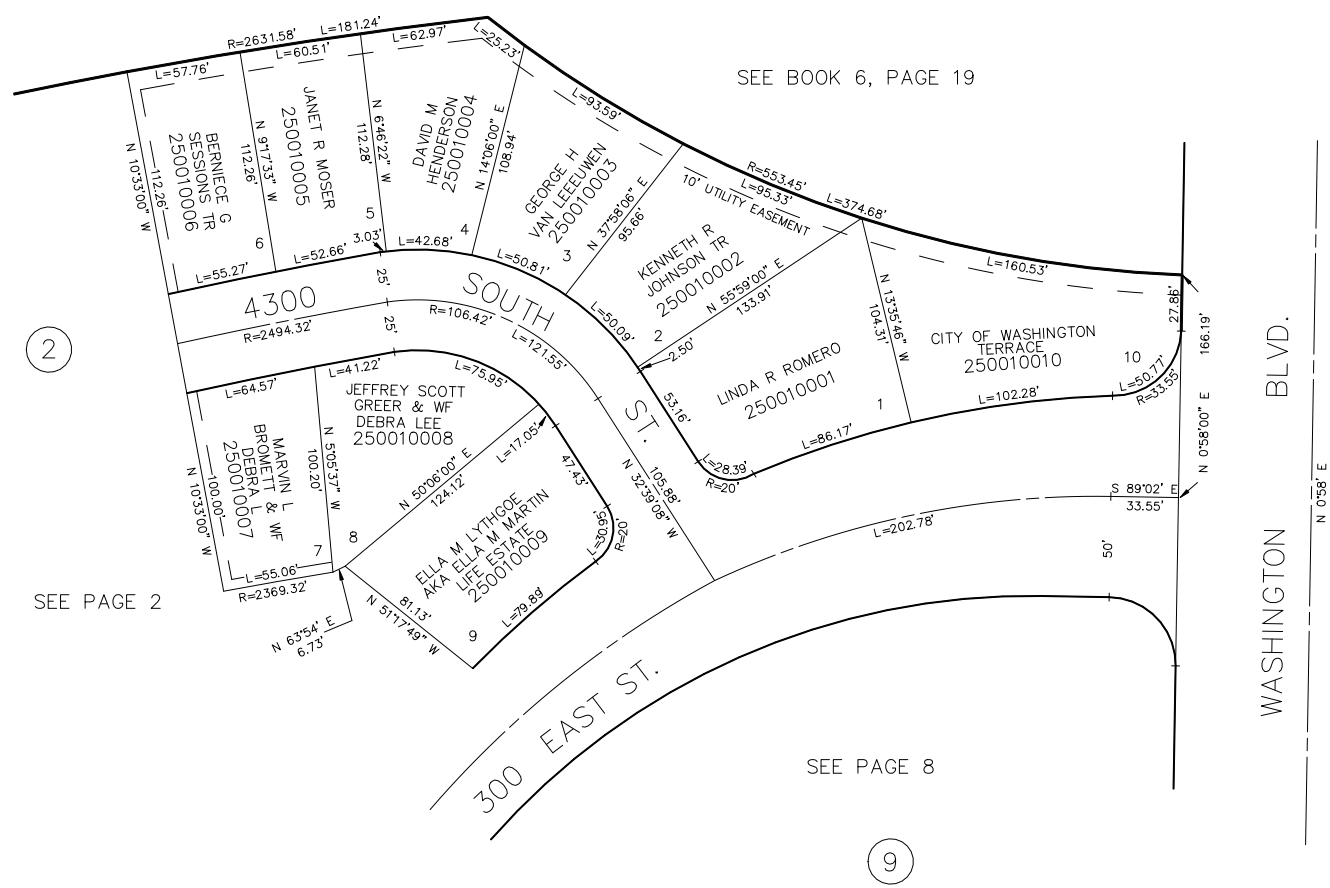 R=2631.58'
L=181.24'
L=57.76'
L=60.51'
L=62.97'
L=25.23'
SEE BOOK 6, PAGE 19
L=93.59'
R=553.45'
L=95.33'
L=374.68'
10' UTILITY EASEMENT
L=160.53'
N 10°33'00" W
112.26'
BERNIECE G
SESSIONS TR
250010006
6
N 9°17'33" W
112.26'
JANET R MOSER
250010005
5
N 6°46'22" W
112.28'
DAVID M
HENDERSON
250010004
4
N 14°06'00" E
108.94'
GEORGE H
VAN LEEEUWEN
250010003
3
N 37°58'06" E
95.66'
KENNETH R
JOHNSON TR
250010002
2
N 55°59'00" E
133.91'
LINDA R ROMERO
250010001
1
N 13°35'46" W
104.31'
CITY OF WASHINGTON
TERRACE
250010010
10
27.86'
166.19'
N 0°58'00" E
L=50.77'
R=33.55'
L=102.28'
L=86.17'
L=55.27'
L=52.66'
3.03'
L=42.68'
L=50.81'
L=50.09'
2.50'
53.16'
L=28.39'
R=20'
4300
SOUTH
ST.
25'
25'
R=2494.32'
R=106.42'
L=121.55'
105.88'
N 32°39'08" W
2
L=64.57'
L=41.22'
L=75.95'
L=17.05'
47.43'
L=30.95'
R=20'
N 10°33'00" W
100.00'
MARVIN L
BROMETT & WF
DEBRA L
250010007
7
N 5°05'37" W
100.20'
JEFFREY SCOTT
GREER & WF
DEBRA LEE
250010008
8
N 50°06'00" E
124.12'
ELLA M LYTHGOE
AKA ELLA M MARTIN
LIFE ESTATE
250010009
9
L=79.89'
81.13'
N 51°17'49" W
L=55.06'
R=2369.32'
N 63°54' E
6.73'
SEE PAGE 2
S 89°02' E
33.55'
L=202.78'
50'
300 EAST ST.
SEE PAGE 8
9
WASHINGTON BLVD.
N 0°58' E